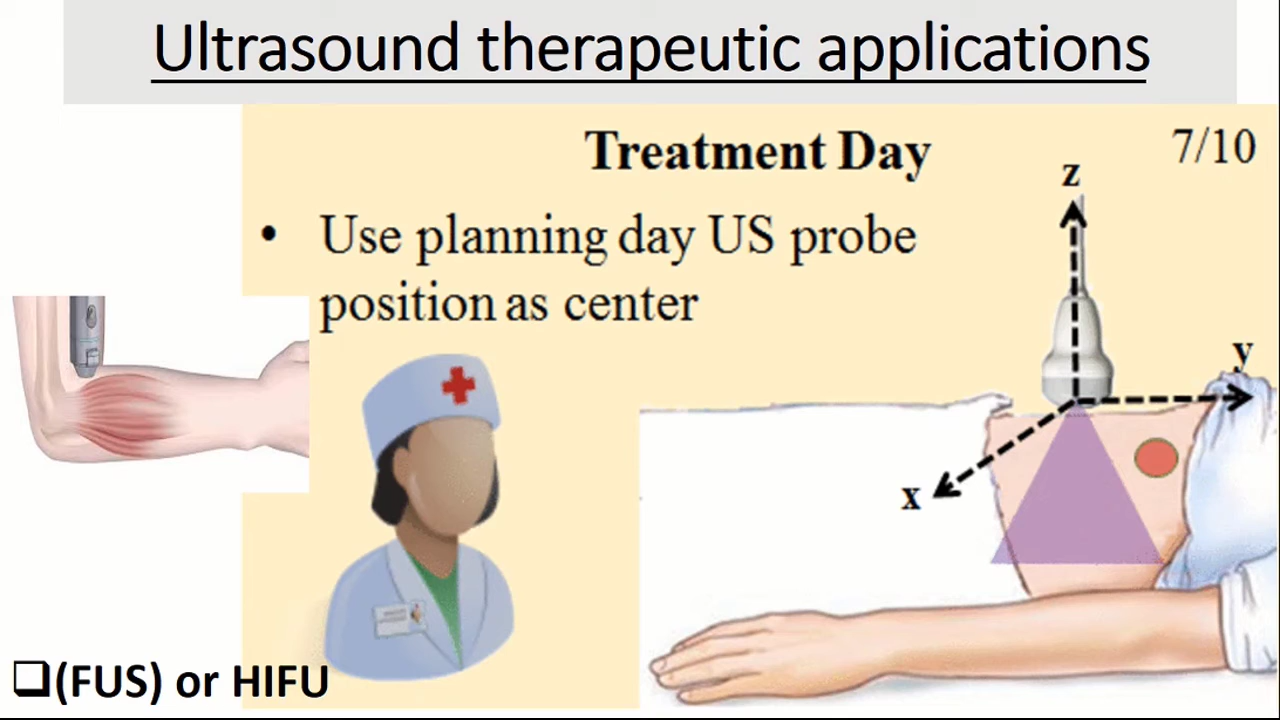 Ultrasound therapeutic applications
Treatment Day
7/10
• Use planning day US probe
position as center
z
y
x
❑(FUS) or HIFU